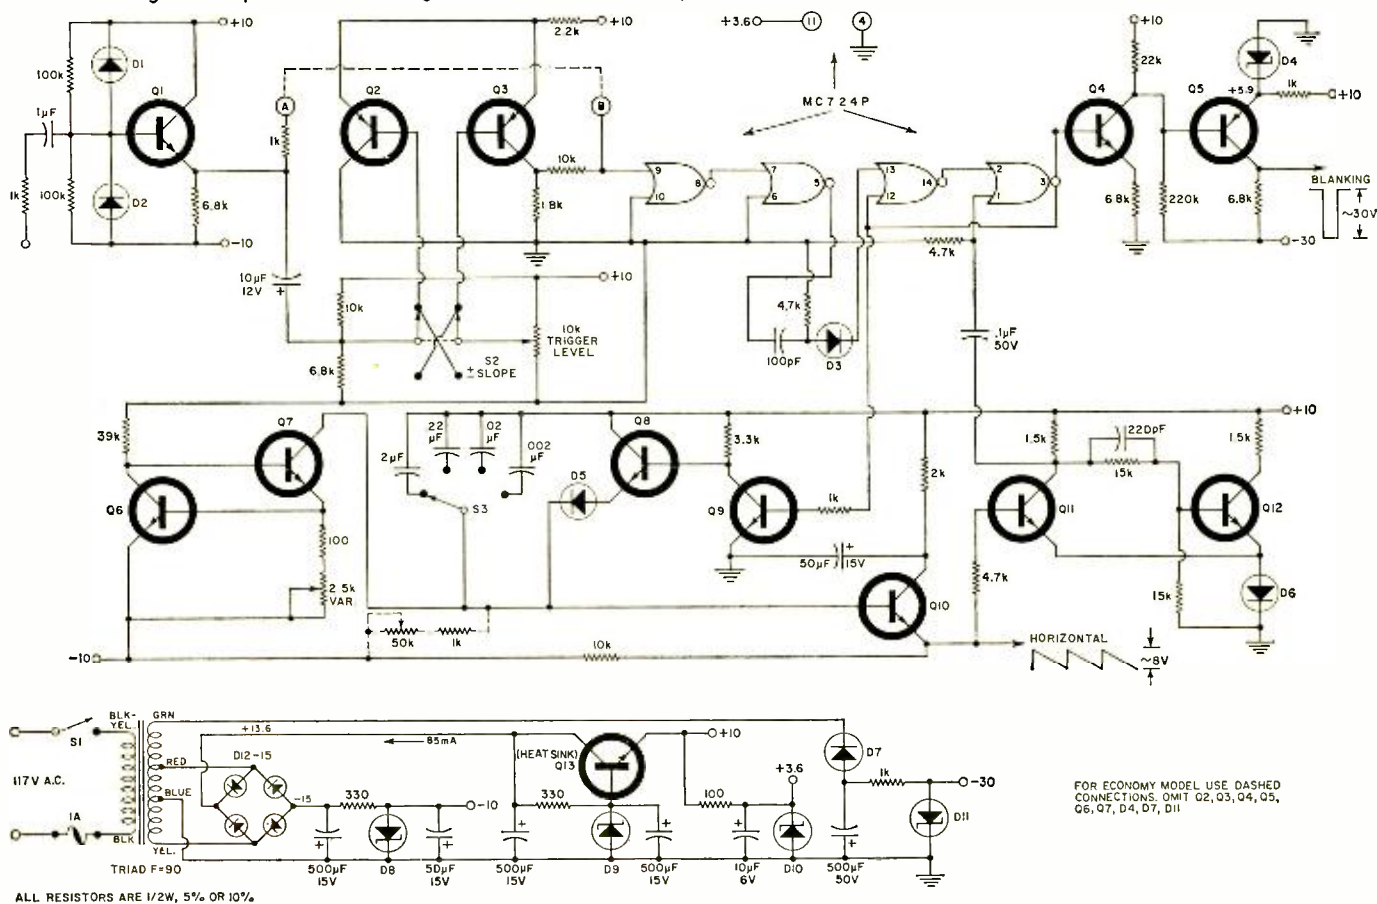 +10
+10
2.2k
+3.6
11
4
+10
22k
D4
D1
100k
Q1
1µF
A
Q2
Q3
B
MC724P
Q4
Q5
+5.9
1k
+10
1k
10k
9
10
8
7
6
5
13
12
14
2
1
3
1k
100k
D2
6.8k
1.8k
6.8k
220k
6.8k
BLANKING
~30V
-10
-30
4.7k
10µF
12V
+10
10k
10k
TRIGGER
LEVEL
4.7k
100pF
D3
.1µF
50V
S2
± SLOPE
6.8k
39k
Q7
2µF
.22
µF
.02
µF
.002
µF
Q8
3.3k
+10
1.5k
220pF
15k
1.5k
2k
D5
S3
Q6
Q9
1k
Q11
Q12
100
50µF
15V
4.7k
2.5k
VAR
Q10
15k
D6
50k
1k
HORIZONTAL
~8V
-10
10k
BLK-
YEL.
GRN
+13.6
85mA
S1
(HEAT SINK)
Q13
+10
D7
D12-15
RED
117V A.C.
+3.6
1k
-30
-15
330
-10
330
100
BLUE
1A
BLK
YEL.
D11
TRIAD F=90
500µF
15V
D8
50µF
15V
500µF
15V
D9
500µF
15V
10µF
6V
D10
500µF
50V
FOR ECONOMY MODEL USE DASHED
CONNECTIONS. OMIT Q2, Q3, Q4, Q5,
Q6, Q7, D4, D7, D11
ALL RESISTORS ARE 1/2W, 5% OR 10%